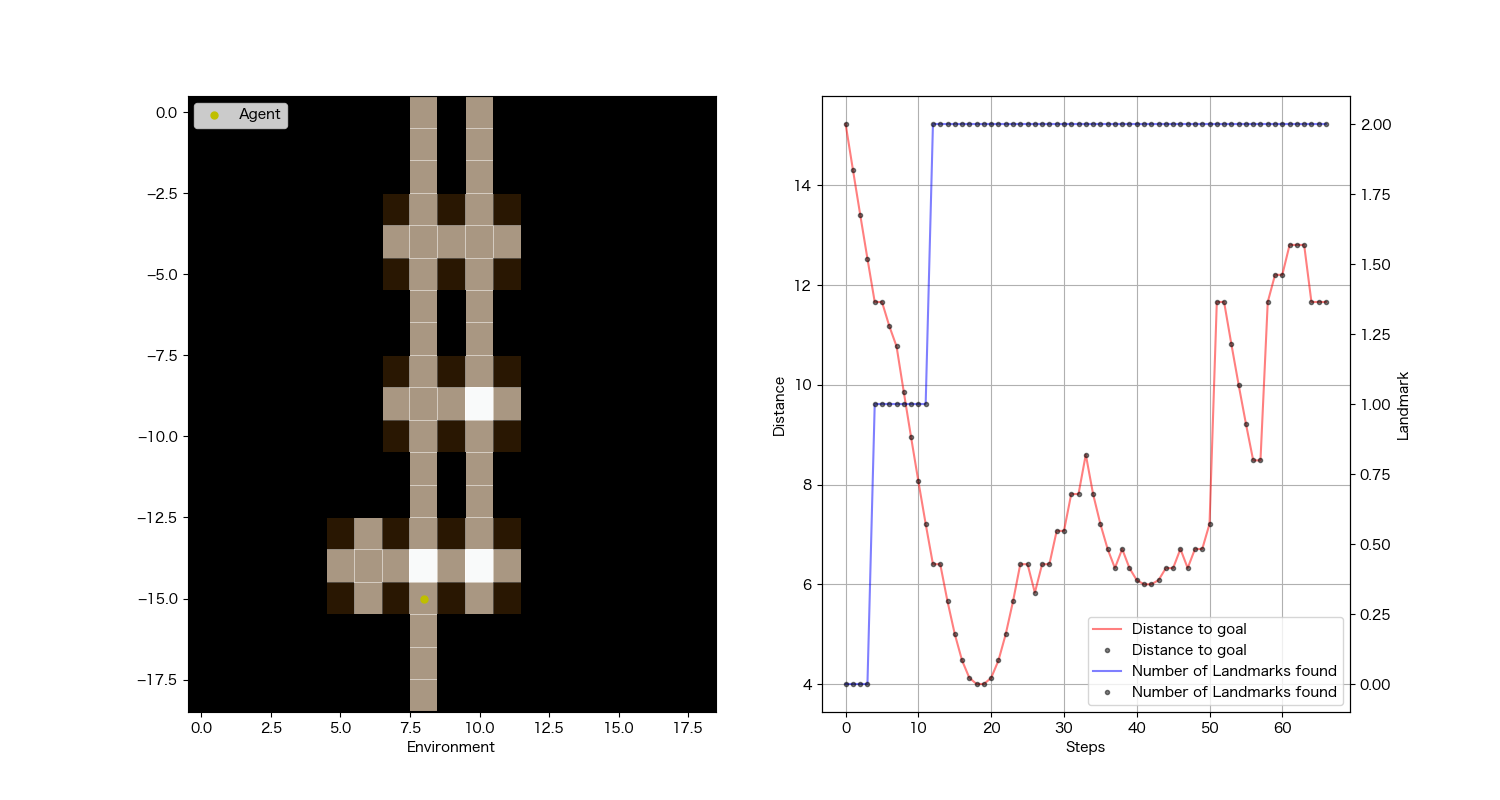 Agent
0.0
−2.5
−5.0
−7.5
−10.0
−12.5
−15.0
−17.5
0.0 2.5 5.0 7.5 10.0 12.5 15.0 17.5
Environment
Distance
14
12
10
8
6
4
0 10 20 30 40 50 60
Steps
2.00
1.75
1.50
1.25
1.00
0.75
0.50
0.25
0.00
Landmark
Distance to goal
Distance to goal
Number of Landmarks found
Number of Landmarks found